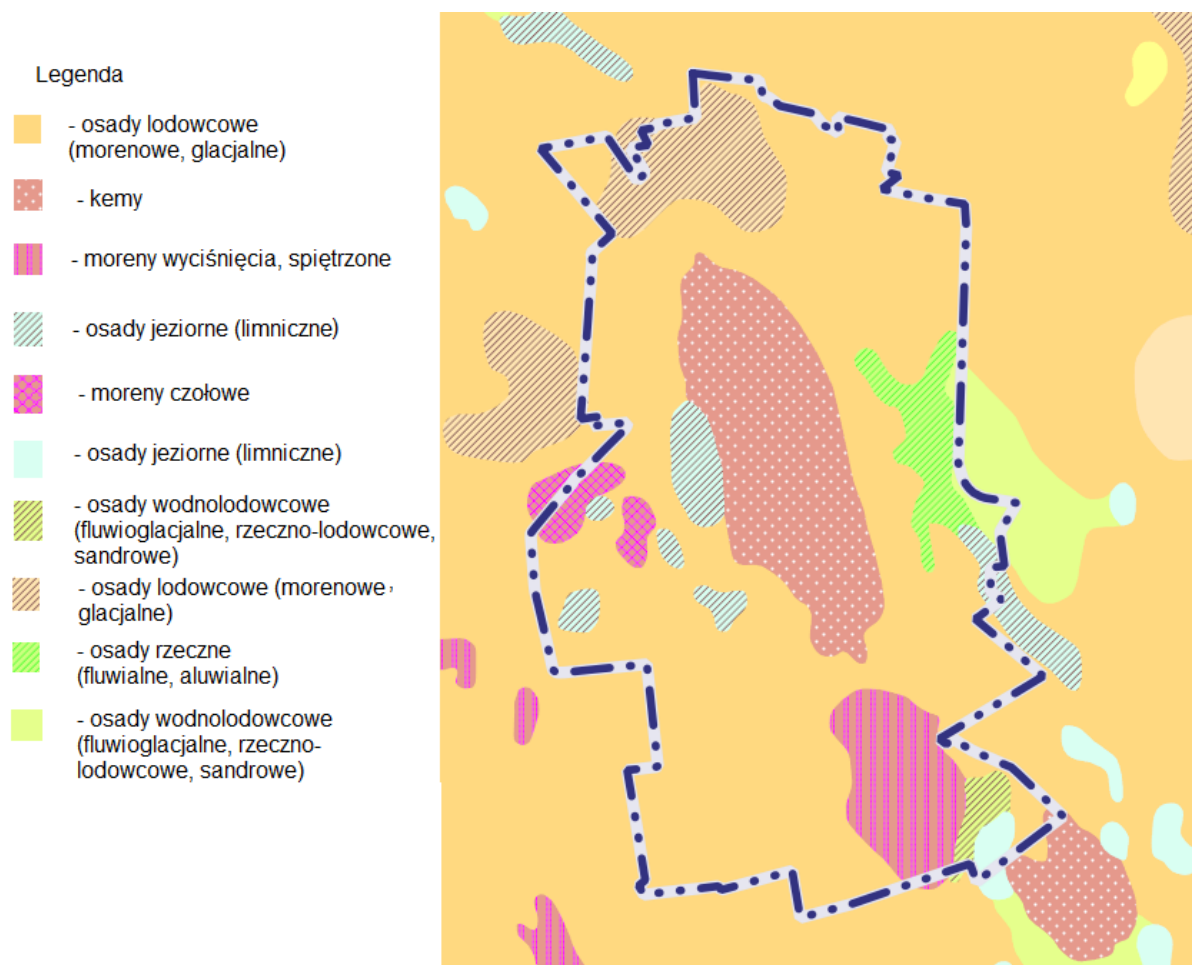 Legenda
- osady lodowcowe
(morenowe, glacjalne)
- kemy
- moreny wyciśnięcia, spiętrzone
- osady jeziorne (limniczne)
- moreny czołowe
- osady jeziorne (limniczne)
- osady wodnolodowcowe
(fluwioglacjalne, rzeczno-lodowcowe,
sandrowe)
- osady lodowcowe (morenowe,
glacjalne)
- osady rzeczne
(fluwialne, aluwialne)
- osady wodnolodowcowe
(fluwioglacjalne, rzeczno-
lodowcowe, sandrowe)